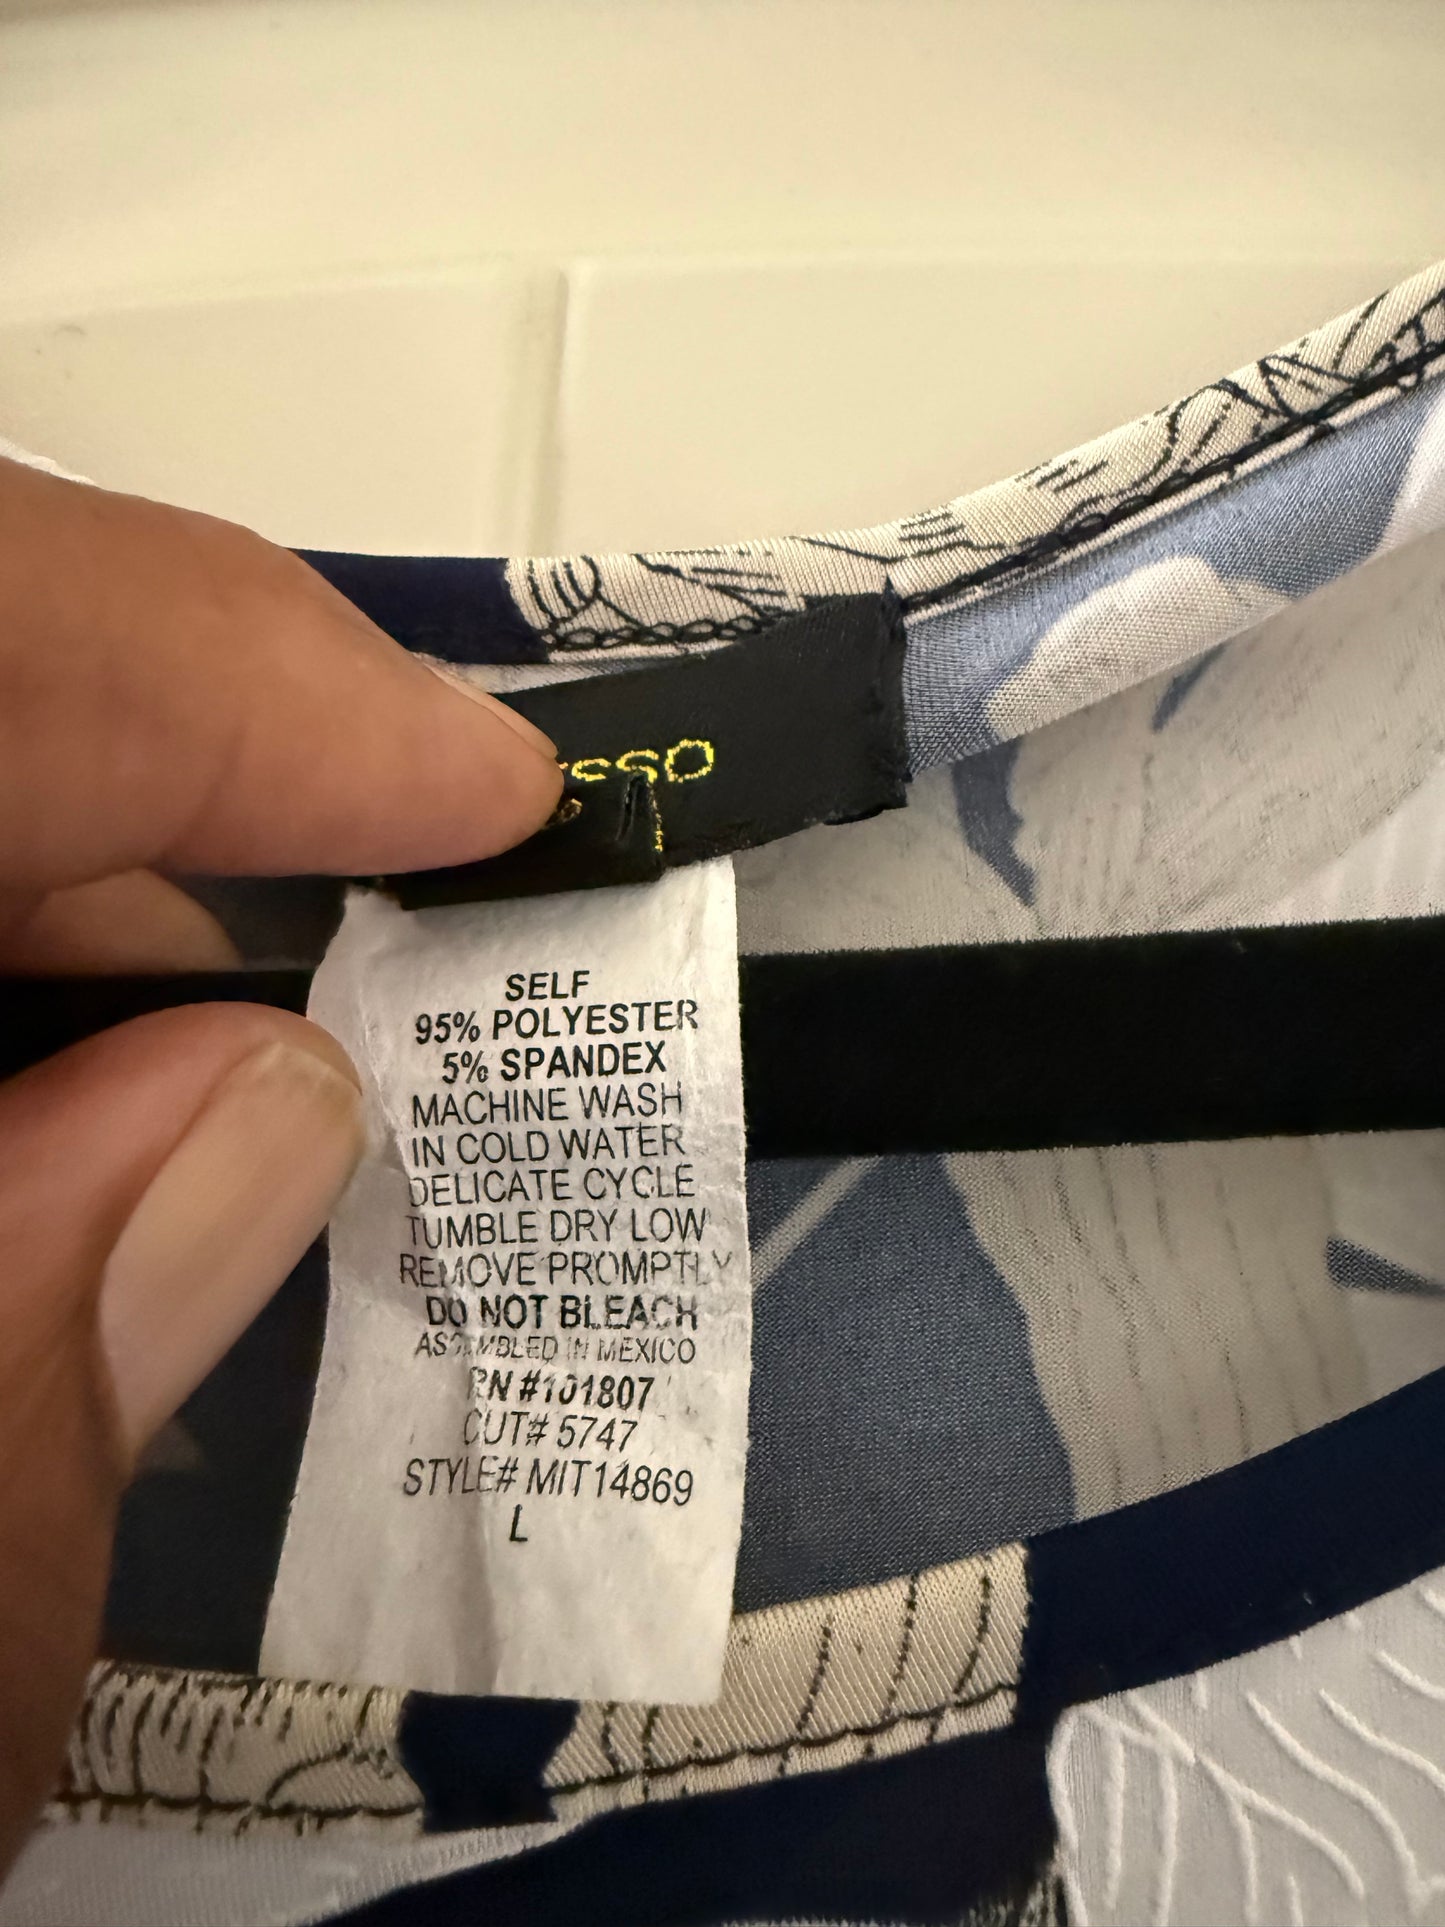 SELF
95% POLYESTER
5% SPANDEX
MACHINE WASH
IN COLD WATER
DELICATE CYCLE
TUMBLE DRY LOW
REMOVE PROMPTLY
DO NOT BLEACH
ASSEMBLED IN MEXICO
RN #101807
CUT# 5747
STYLE# MIT14869
L